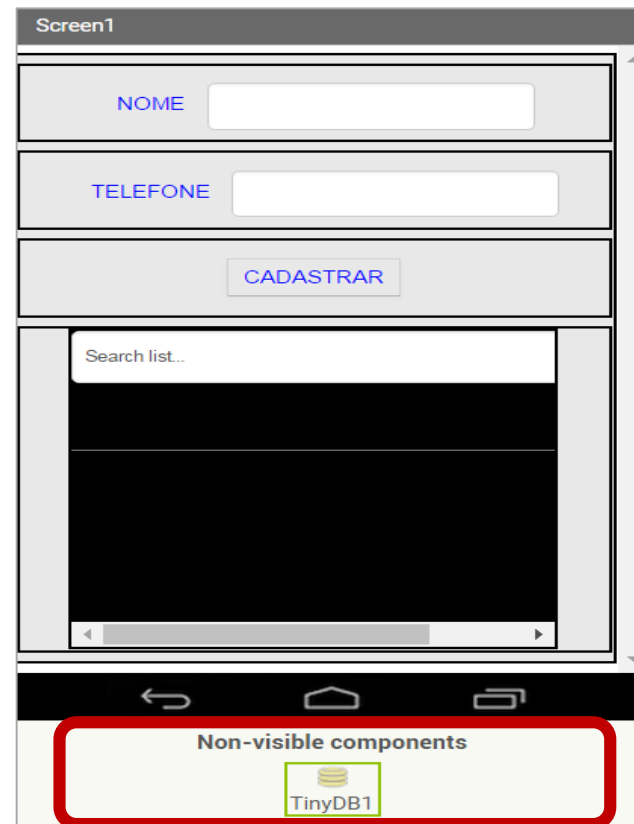 Screen1
NOME
TELEFONE
CADASTRAR
Search list...
Non-visible components
TinyDB1